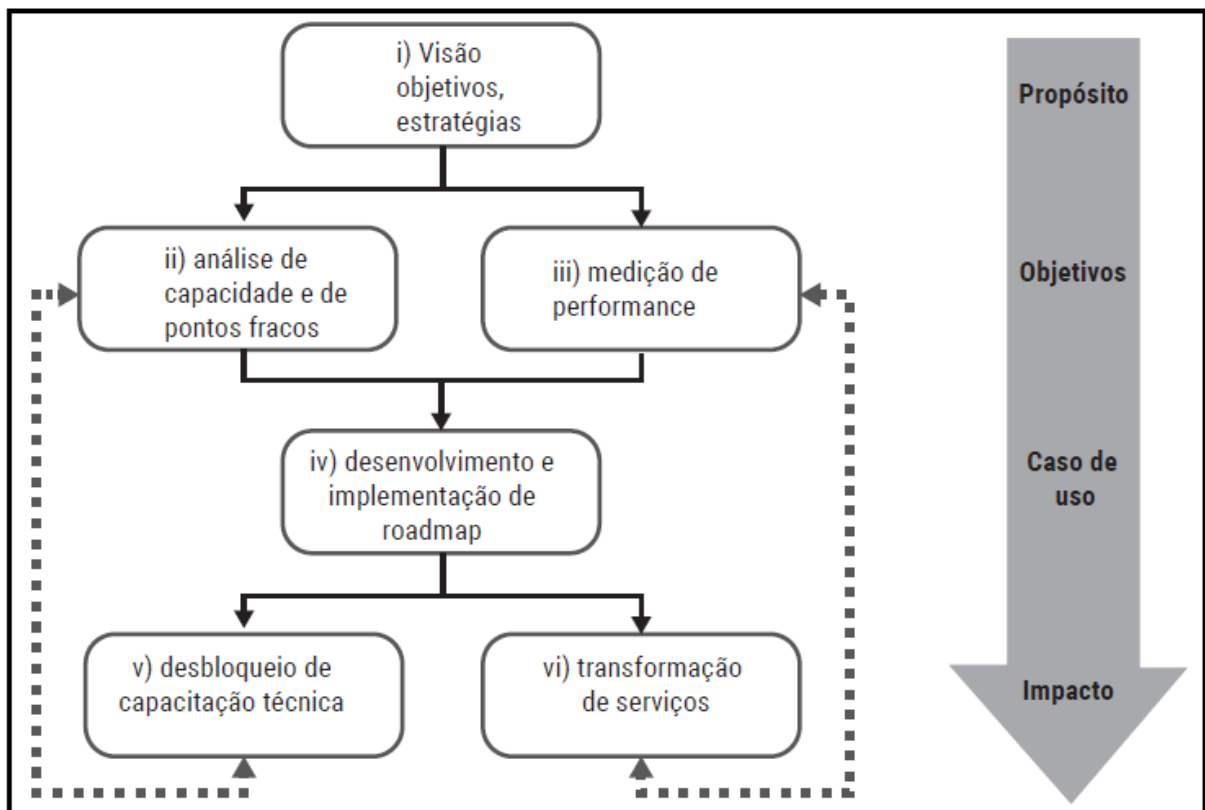 i) Visão
objetivos,
estratégias
Propósito
ii) análise de
capacidade e de
pontos fracos
iii) medição de
performance
Objetivos
iv) desenvolvimento e
implementação de
roadmap
Caso de
uso
v) desbloqueio de
capacitação técnica
vi) transformação
de serviços
Impacto